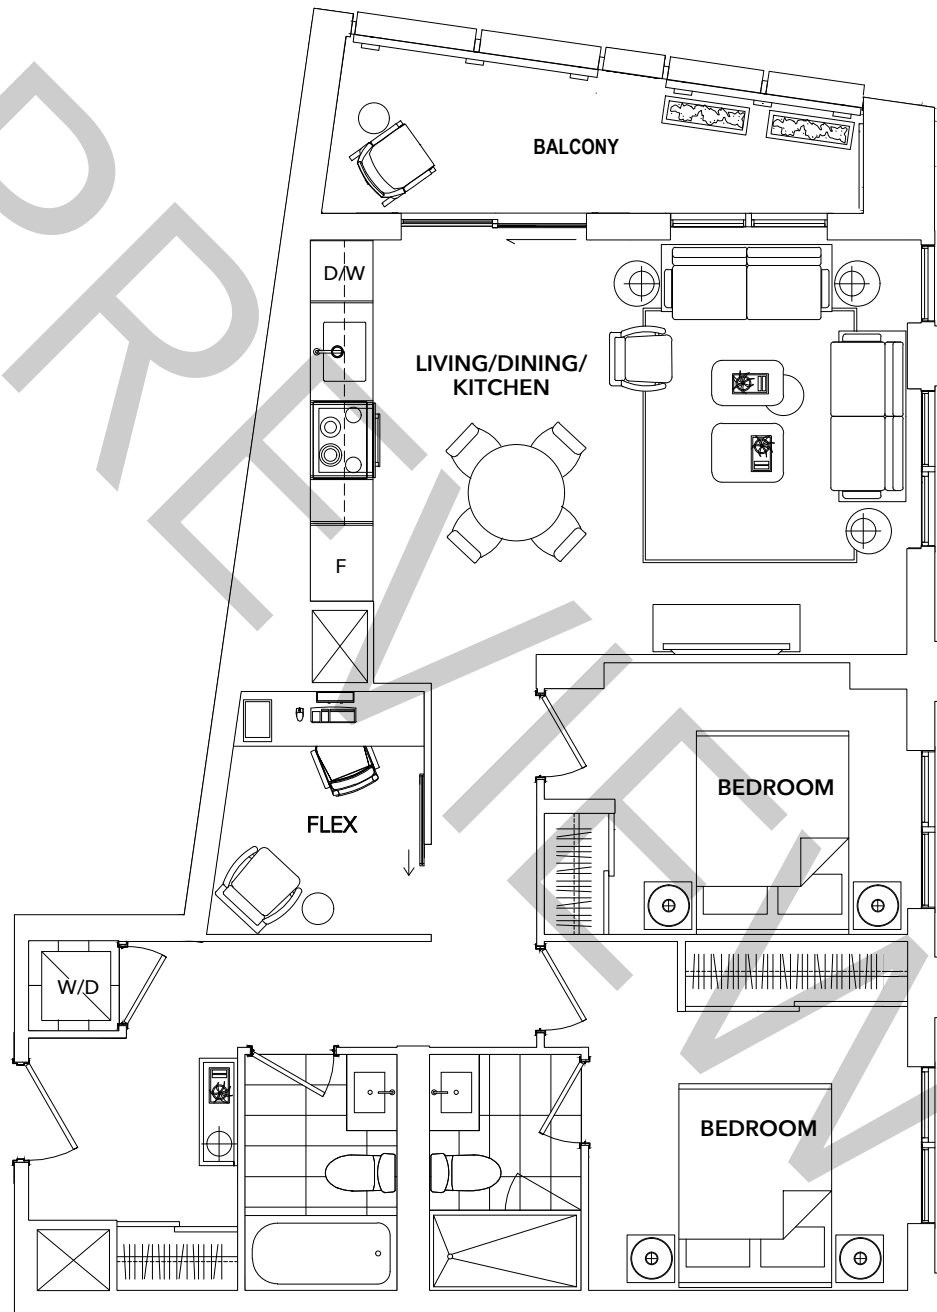 BALCONY
D/W
LIVING/DINING/
KITCHEN
F
BEDROOM
FLEX
W/D
BEDROOM
PREVIEW